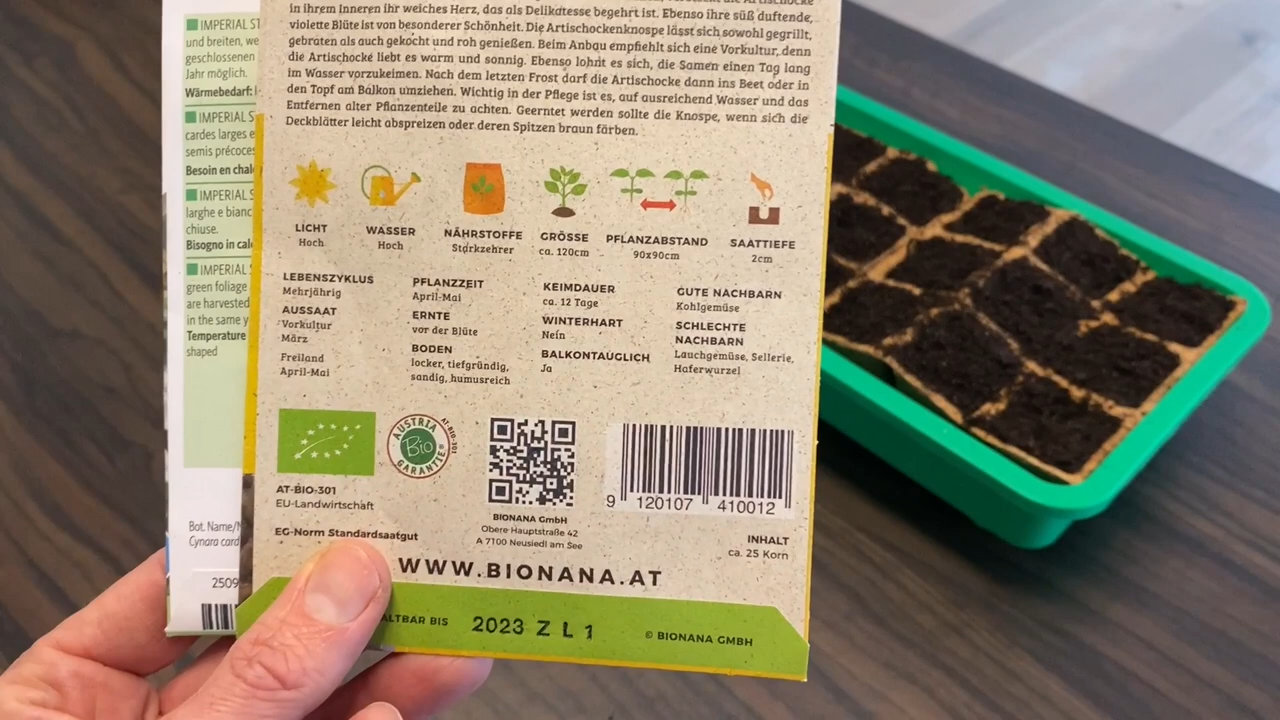 in ihrem Inneren ihr weiches Herz, das als Delikatesse begehrt ist. Ebenso ihre süß duftende,
violette Blüte ist von besonderer Schönheit. Die Artischockenknospe lässt sich sowohl gegrillt,
gebraten als auch gekocht und roh genießen. Beim Anbau empfiehlt sich eine Vorkultur, denn
die Artischocke liebt es warm und sonnig. Ebenso lohnt es sich, die Samen einen Tag lang
im Wasser vorzukeimen. Nach dem letzten Frost darf die Artischocke dann ins Beet oder in
den Topf am Balkon umziehen. Wichtig in der Pflege ist es, auf ausreichend Wasser und das
Entfernen alter Pflanzenteile zu achten. Geerntet werden sollte die Knospe, wenn sich die
Deckblätter leicht abspreizen oder deren Spitzen braun färben.
LICHT
Hoch
WASSER
Hoch
NÄHRSTOFFE
Starkzehrer
GRÖSSE
ca. 120cm
PFLANZABSTAND
90x90cm
SAATTIEFE
2cm
LEBENSZYKLUS
Mehrjährig
AUSSAAT
Vorkultur
März
Freiland
April-Mai
PFLANZZEIT
April-Mai
ERNTE
vor der Blüte
BODEN
locker, tiefgründig,
sandig, humusreich
KEIMDAUER
ca. 12 Tage
WINTERHART
Nein
BALKONTAUGLICH
Ja
GUTE NACHBARN
Kohlgemüse
SCHLECHTE
NACHBARN
Lauchgemüse, Sellerie,
Haferwurzel
AUSTRIA
Bio
GARANTIE
AT-BIO-301
AT-BIO-301
EU-Landwirtschaft
EG-Norm Standardsaatgut
BIONANA GmbH
Obere Hauptstraße 42
A 7100 Neusiedl am See
9 120107 410012
INHALT
ca. 25 Korn
WWW.BIONANA.AT
ALTBAR BIS 2023 Z L 1
© BIONANA GMBH
IMPERIAL ST
und breiten, we
geschlossenen
Jahr möglich.
Wärmebedarf:
IMPERIAL S
cardes larges e
semis précoces
Besoin en chal
IMPERIAL S
larghe e bianc
chiuse.
Bisogno in cal
IMPERIAL S
green foliage
are harvested
in the same y
Temperature
shaped
Bot. Name/N
Cynara card
2509